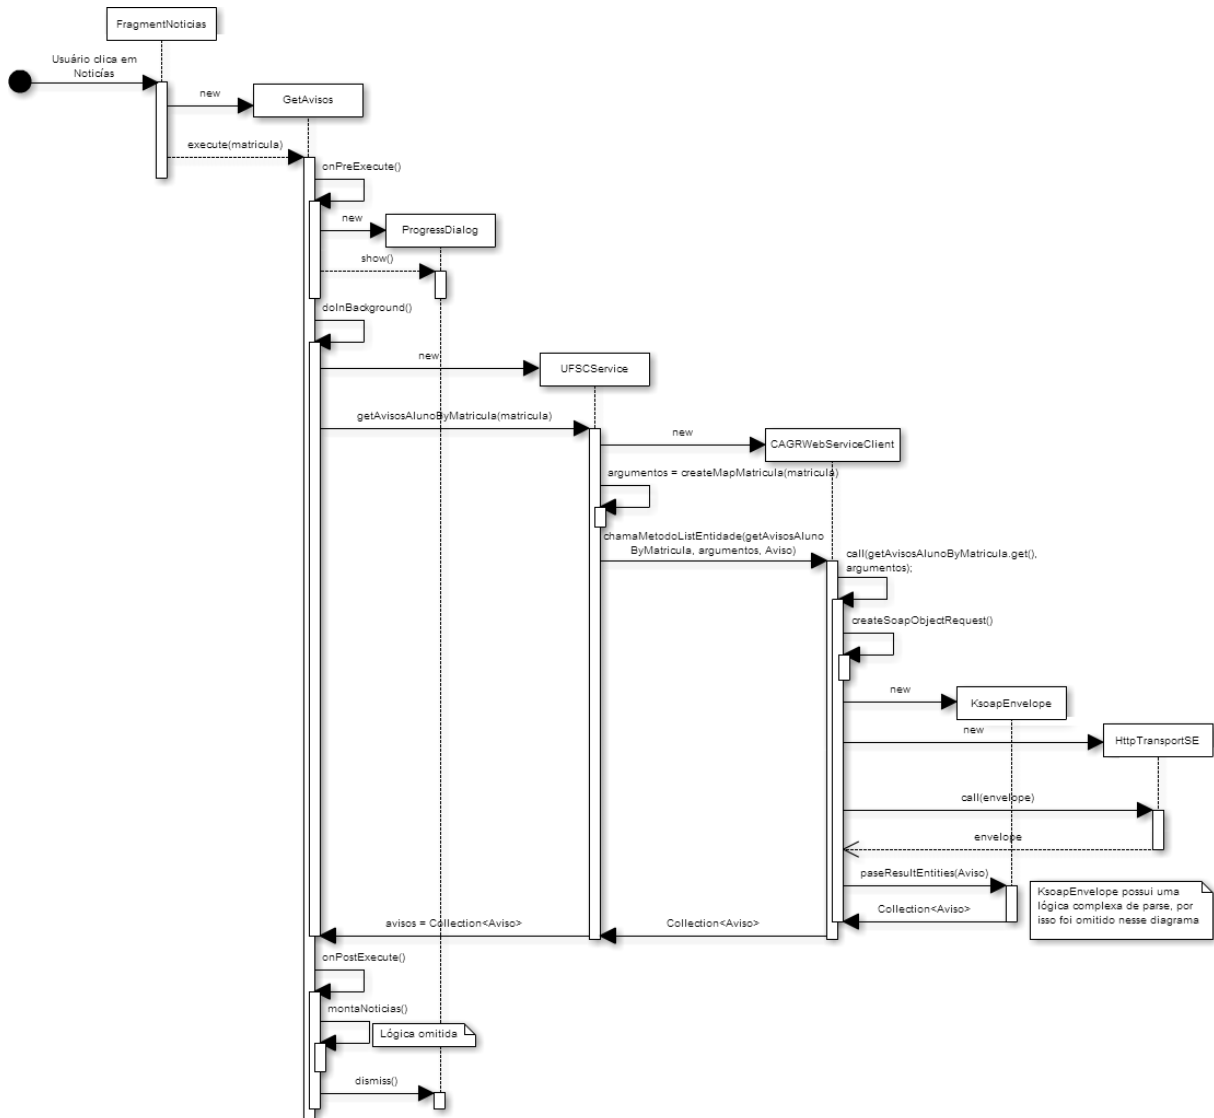 FragmentNoticias
Usuário clica em
Notícías
new
GetAvisos
execute(matricula)
onPreExecute()
new
ProgressDialog
show()
doInBackground()
new
UFSCService
getAvisosAlunoByMatricula(matricula)
new
CAGRWebServiceClient
argumentos = createMapMatricula(matricula)
chamaMetodoListEntidade(getAvisosAluno
ByMatricula, argumentos, Aviso)
call(getAvisosAlunoByMatricula.get(),
argumentos);
createSoapObjectRequest()
new
KsoapEnvelope
new
HttpTransportSE
call(envelope)
envelope
paseResultEntities(Aviso)
KsoapEnvelope possui uma
lógica complexa de parse, por
isso foi omitido nesse diagrama
Collection<Aviso>
Collection<Aviso>
avisos = Collection<Aviso>
onPostExecute()
montaNoticias()
Lógica omitida
dismiss()